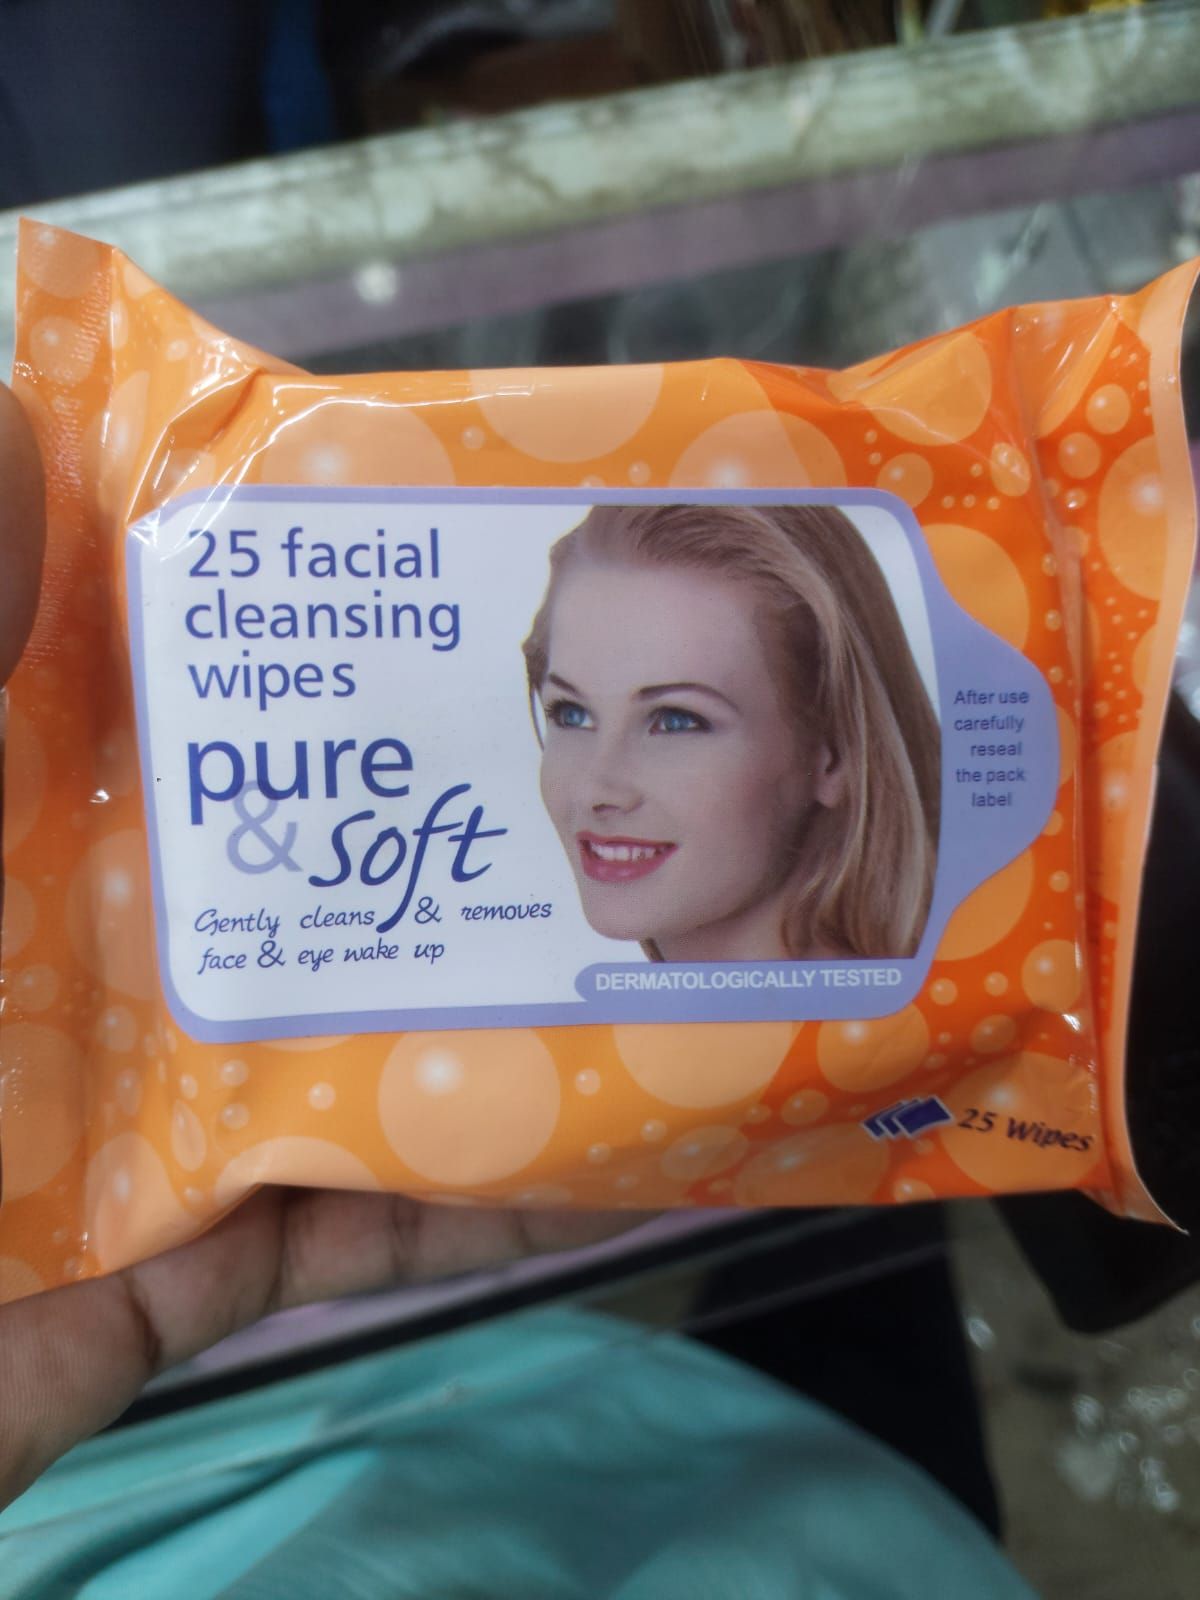 25 facial
cleansing
wipes
pure
& soft
Gently cleans & removes
face & eye wake up
DERMATOLOGICALLY TESTED
After use
carefully
reseal
the pack
label
25 wipes